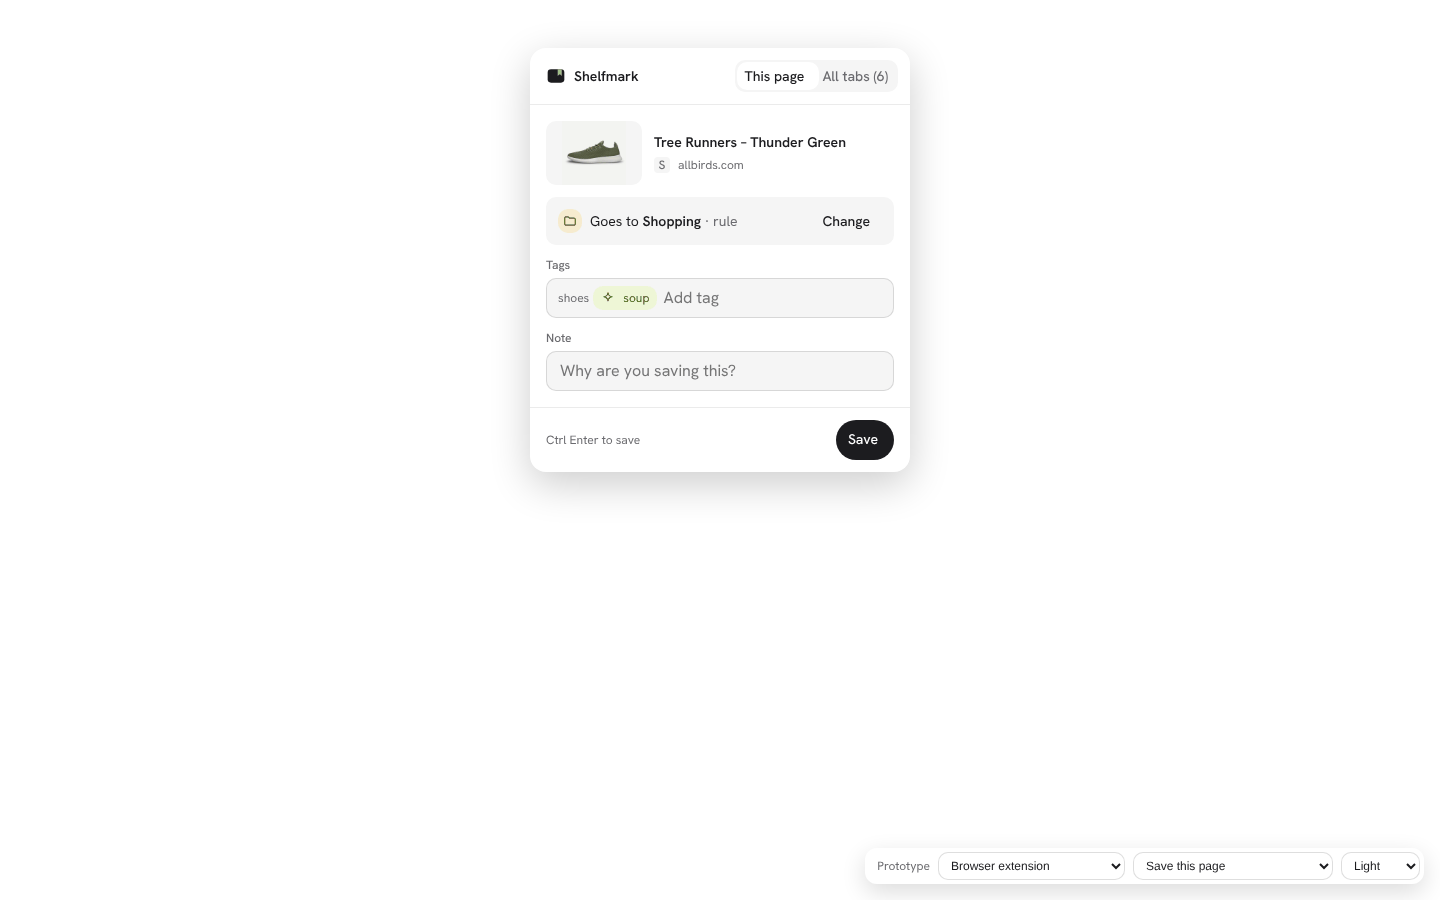 Shelfmark
This page
All tabs (6)
Tree Runners – Thunder Green
S allbirds.com
Goes to Shopping · rule
Change
Tags
shoes soup Add tag
Note
Why are you saving this?
Ctrl Enter to save
Save
Prototype
Browser extension
Save this page
Light